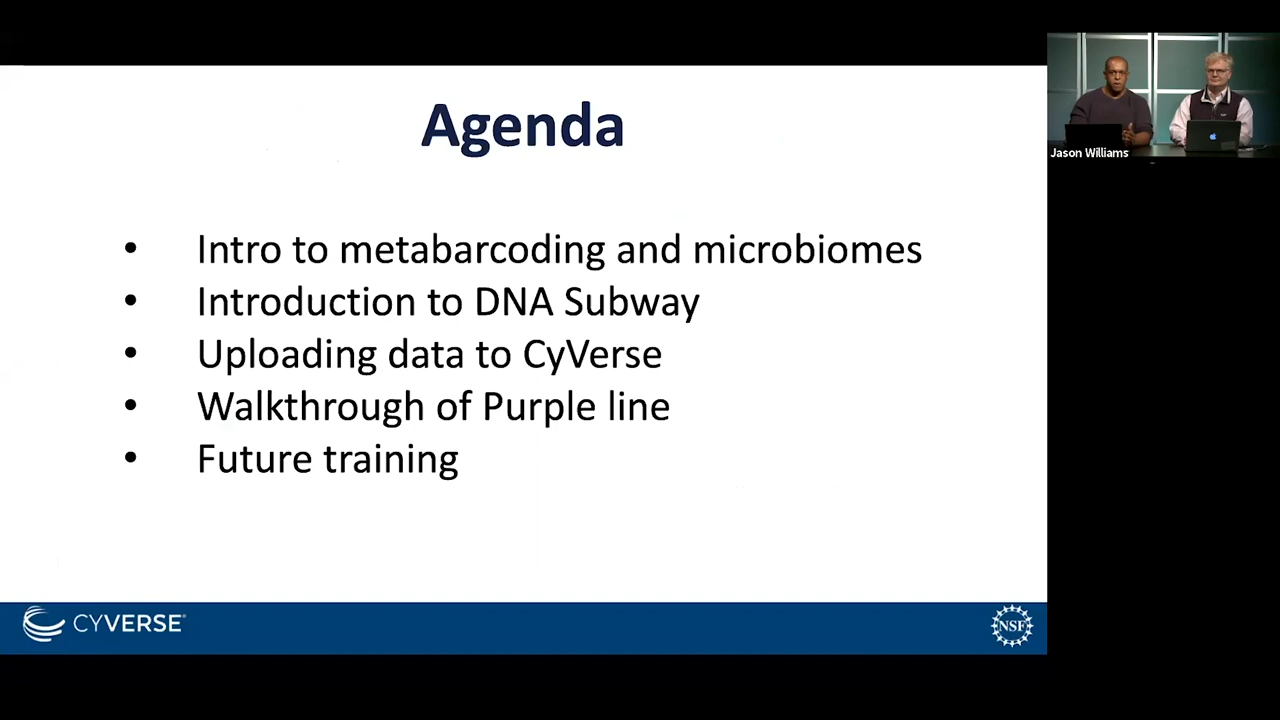 Agenda
• Intro to metabarcoding and microbiomes
• Introduction to DNA Subway
• Uploading data to CyVerse
• Walkthrough of Purple line
• Future training
CYVERSE®
NSF
Jason Williams